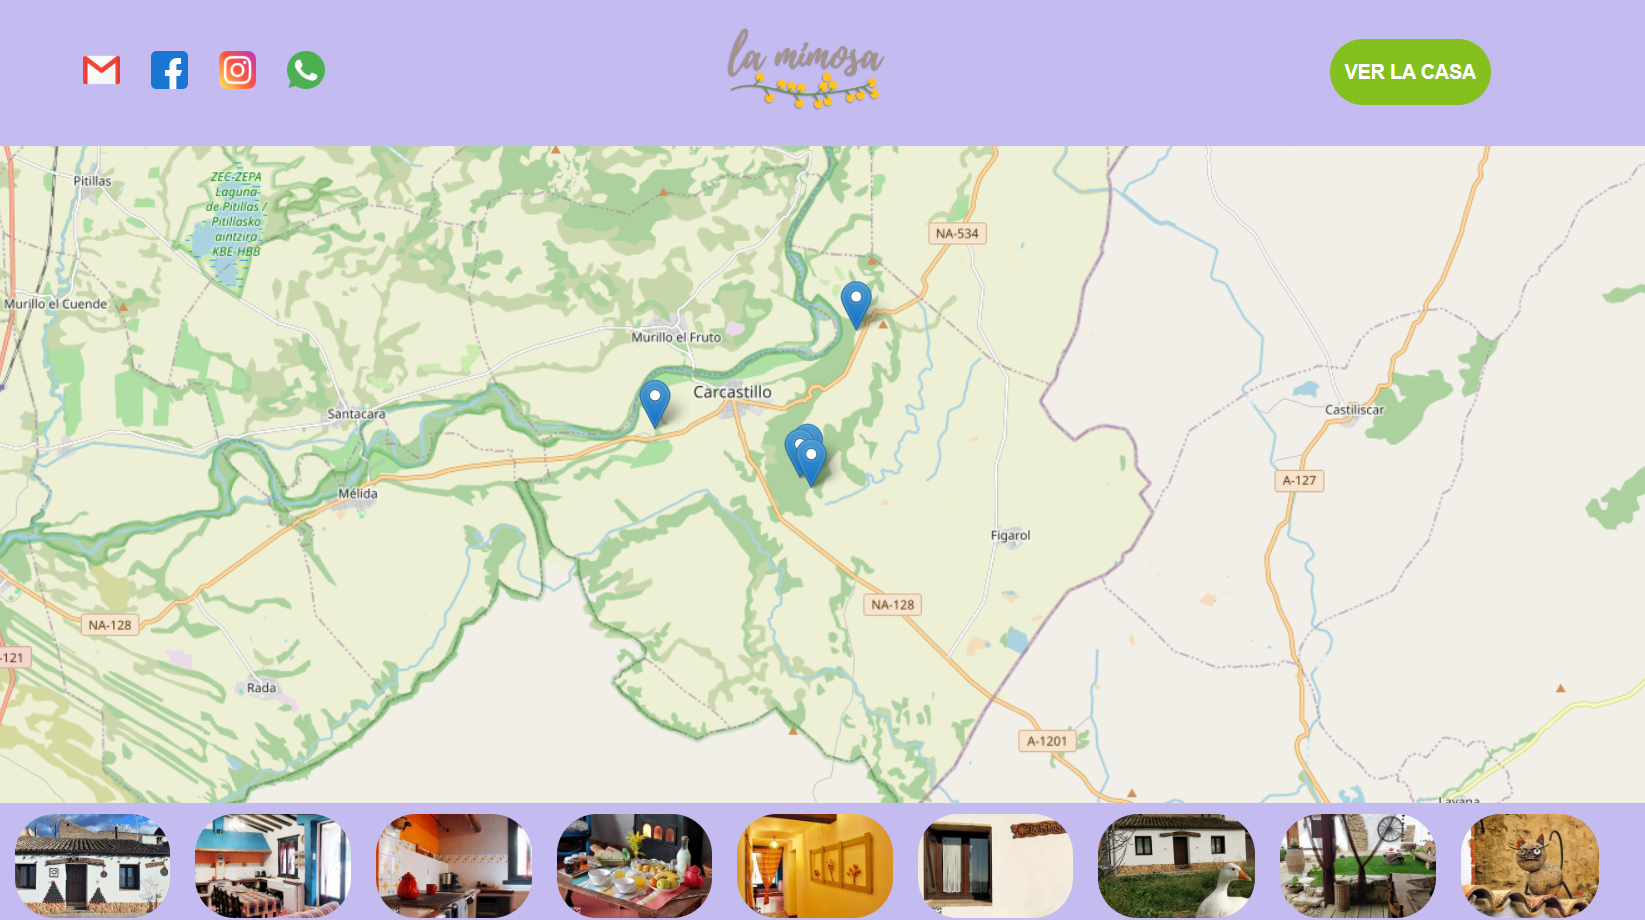 la mimosa
VER LA CASA
Pitillas
ZEC-ZEPA
Laguna
de Pitillas /
Pitillasko
aintzira
KBE-HBB
NA-534
Murillo el Cuende
Murillo el Fruto
Carcastillo
Santacara
Castiliscar
A-127
Mélida
Figarol
NA-128
NA-128
-121
Rada
A-1201
Layana